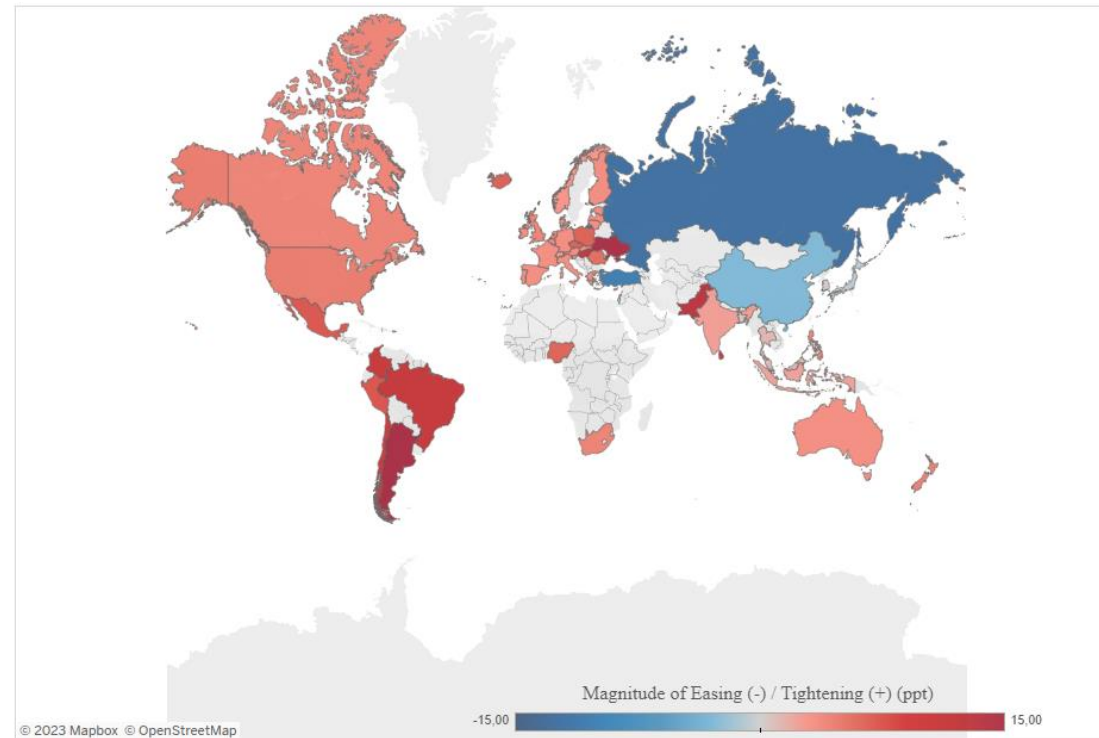 Magnitude of Easing (-) / Tightening (+) (ppt)
-15,00 15,00
© 2023 Mapbox © OpenStreetMap